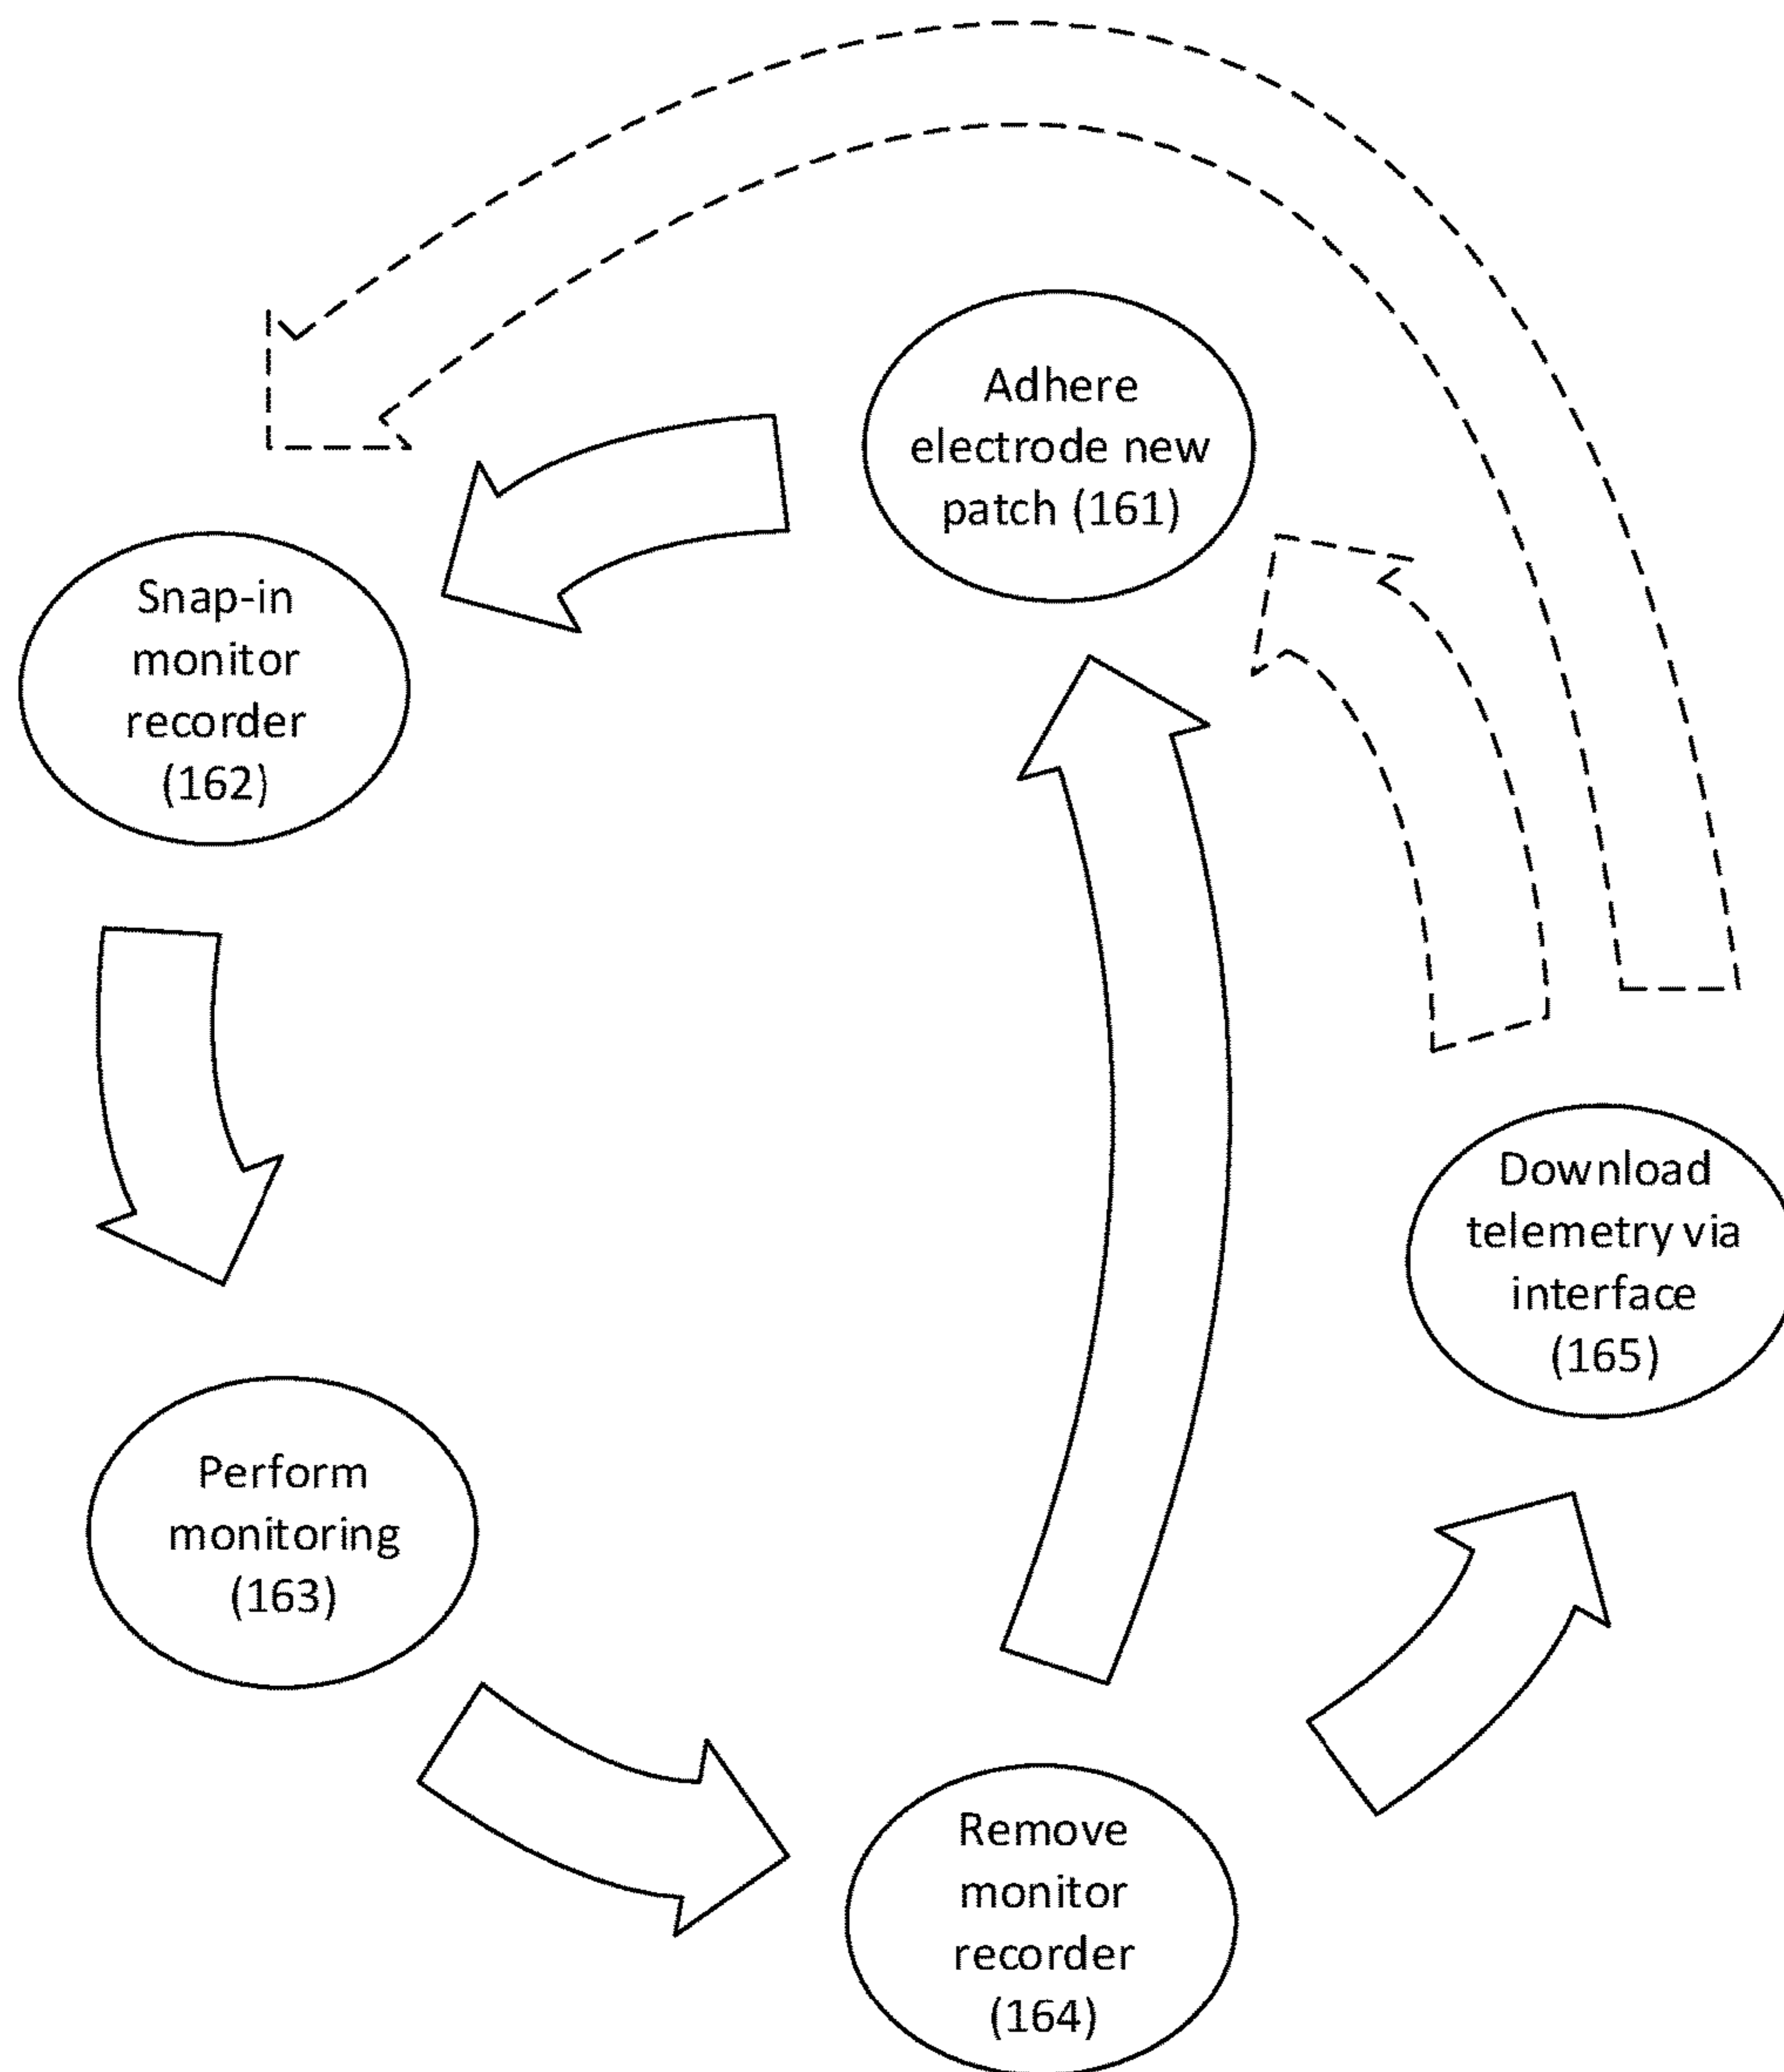 Adhere
electrode new
patch (161)
Snap-in
monitor
recorder
(162)
Download
telemetry via
interface
(165)
Perform
monitoring
(163)
Remove
monitor
recorder
(164)